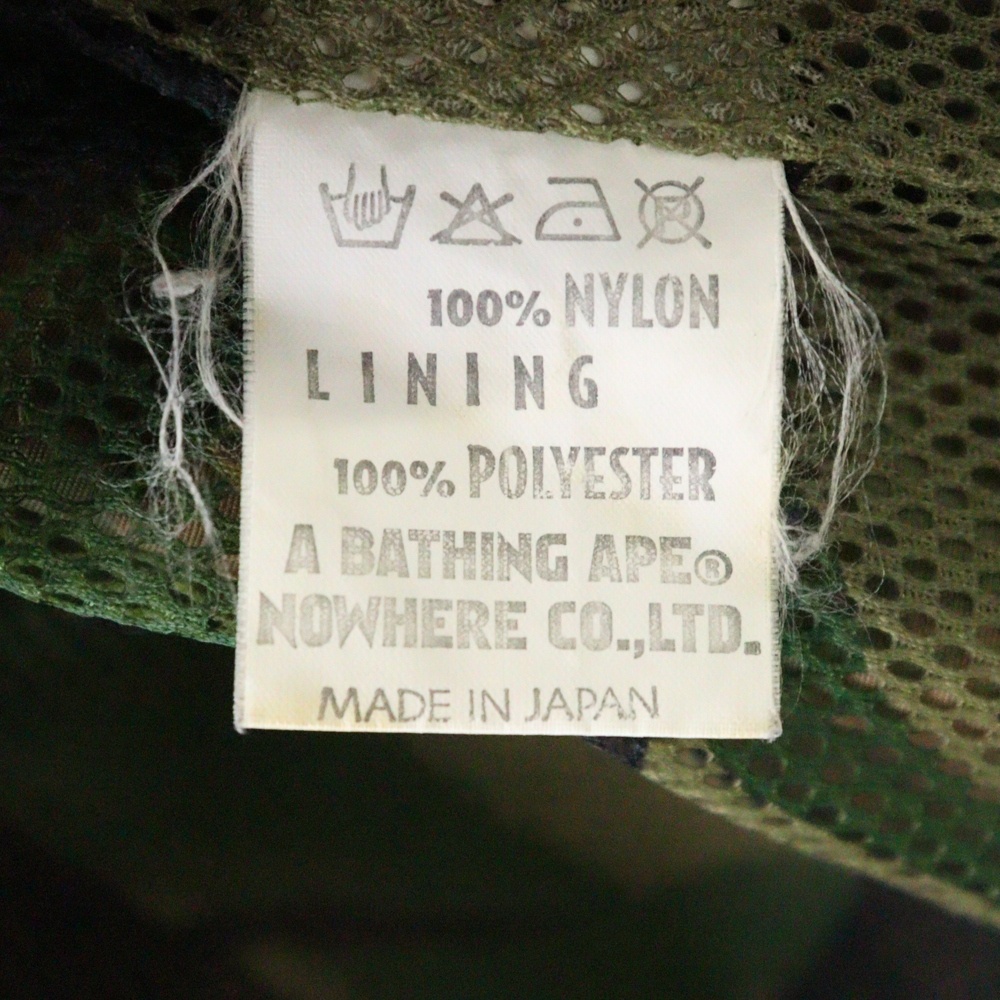 100% NYLON
LINING
100% POLYESTER
A BATHING APE®
NOWHERE CO.,LTD.
MADE IN JAPAN